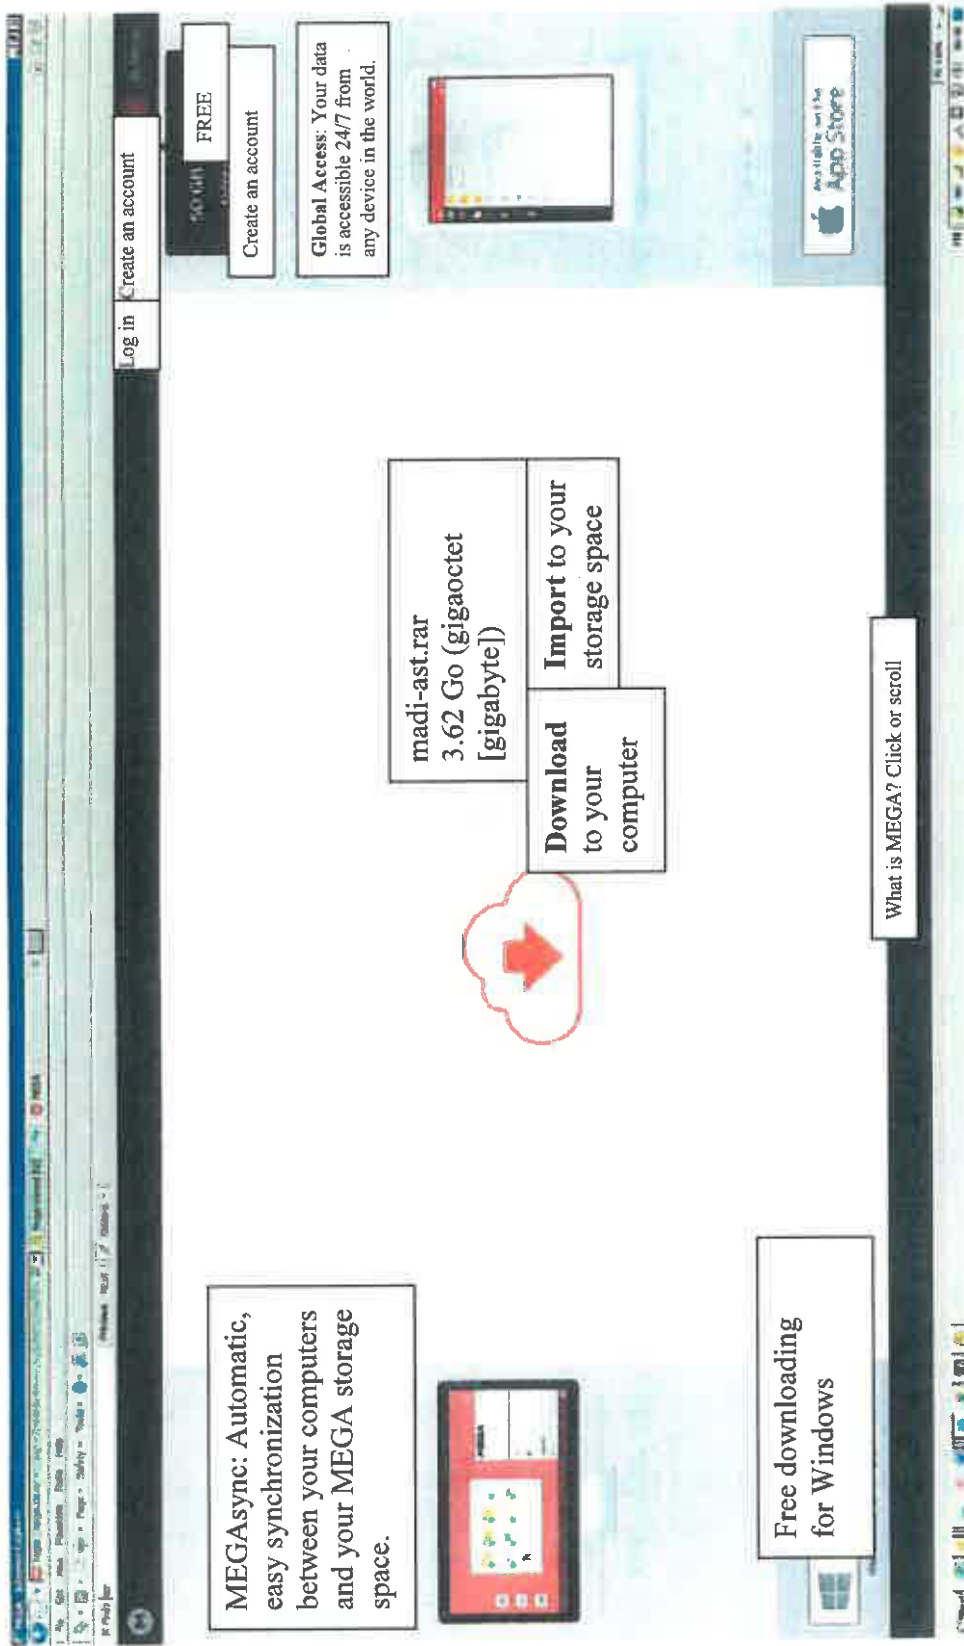 Log in
Create an account
50 GB
FREE
Create an account
Global Access: Your data
is accessible 24/7 from
any device in the world.
MEGAsync: Automatic,
easy synchronization
between your computers
and your MEGA storage
space.
madi-ast.rar
3.62 Go (gigaoctet
[gigabyte])
Download
to your
computer
Import to your
storage space
Free downloading
for Windows
Available on the
App Store
What is MEGA? Click or scroll